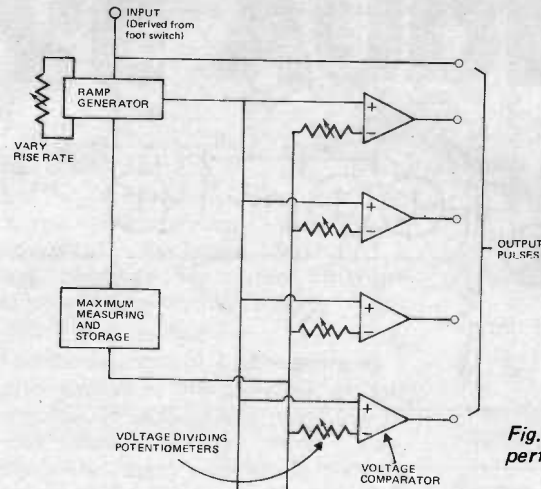 INPUT
(Derived from
foot switch)
RAMP
GENERATOR
VARY
RISE RATE
+
−
+
−
OUTPUT
PULSES
MAXIMUM
MEASURING
AND
STORAGE
+
−
+
−
VOLTAGE DIVIDING
POTENTIOMETERS
VOLTAGE
COMPARATOR
Fig.
pert